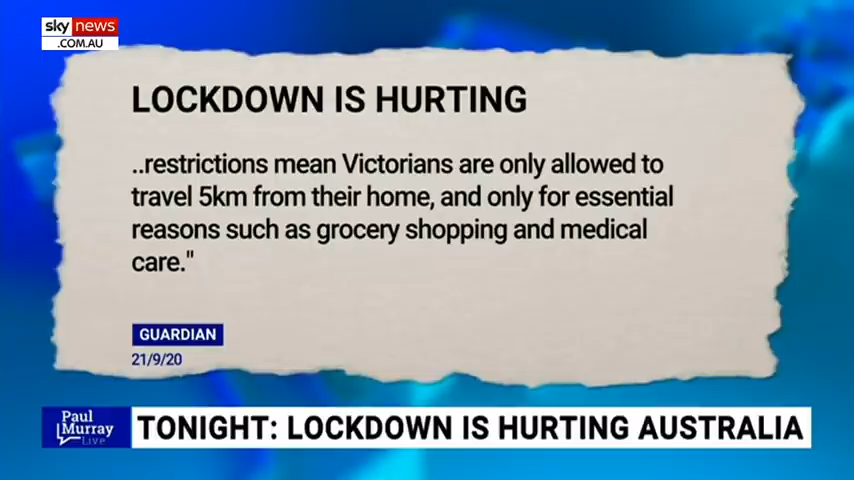 sky news
.COM.AU
LOCKDOWN IS HURTING
..restrictions mean Victorians are only allowed to
travel 5km from their home, and only for essential
reasons such as grocery shopping and medical
care."
GUARDIAN
21/9/20
Paul
Murray
Live
TONIGHT: LOCKDOWN IS HURTING AUSTRALIA